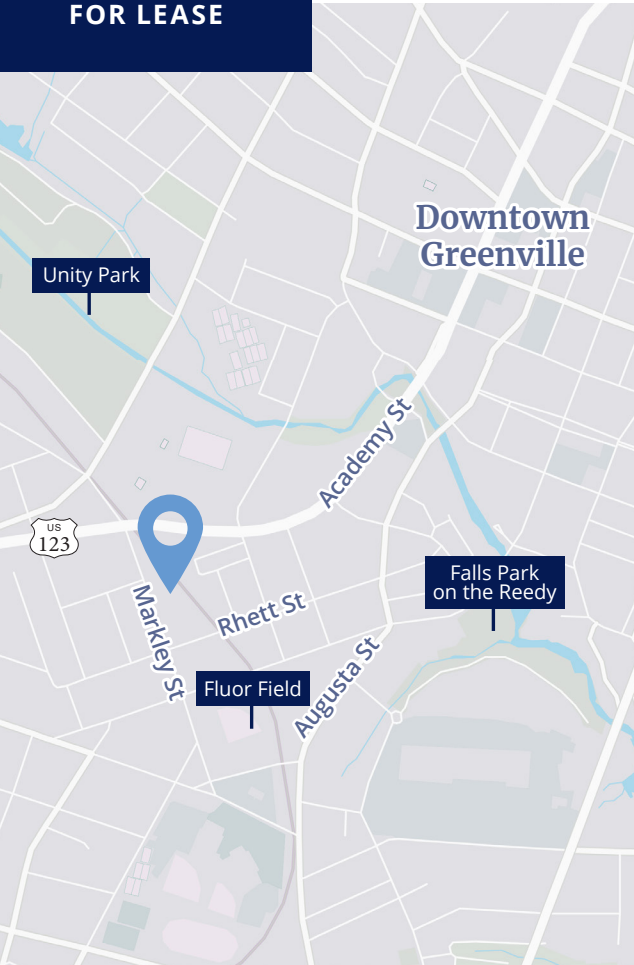 FOR LEASE
Downtown
Greenville
Unity Park
Academy St
US
123
Falls Park
on the Reedy
Markley St
Rhett St
Augusta St
Fluor Field